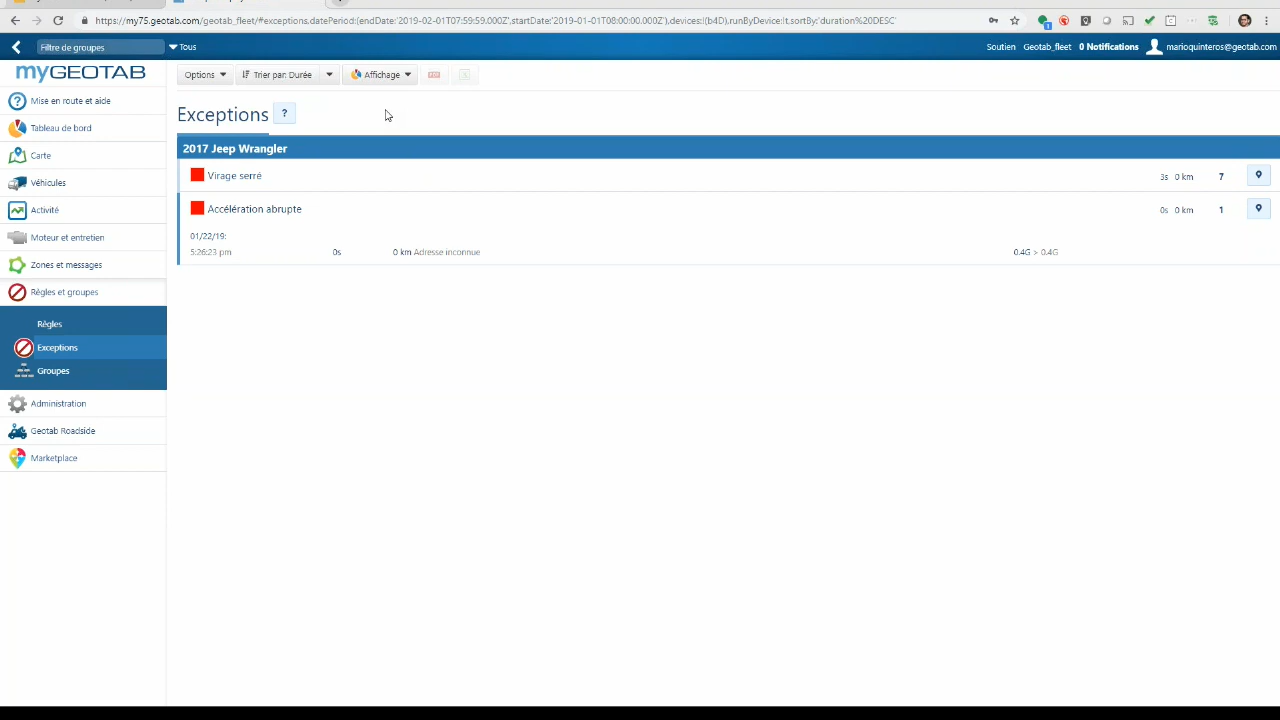 https://my75.geotab.com/geotab_fleet/#exceptions,datePeriod:(endDate:'2019-02-01T07:59:59.000Z',startDate:'2019-01-01T08:00:00.000Z'),devices:!(b4D),runByDevice:!t,sortBy:'duration%20DESC'
Filtre de groupes Tous Soutien Geotab_fleet 0 Notifications marioquinteros@geotab.com
myGEOTAB
Options Trier par: Durée Affichage
Mise en route et aide
Tableau de bord
Carte
Véhicules
Activité
Moteur et entretien
Zones et messages
Règles et groupes
Règles
Exceptions
Groupes
Administration
Geotab Roadside
Marketplace
Exceptions ?
2017 Jeep Wrangler
Virage serré 3s 0 km 7
Accélération abrupte 0s 0 km 1
01/22/19:
5:26:23 pm 0s 0 km Adresse inconnue 0.4G > 0.4G